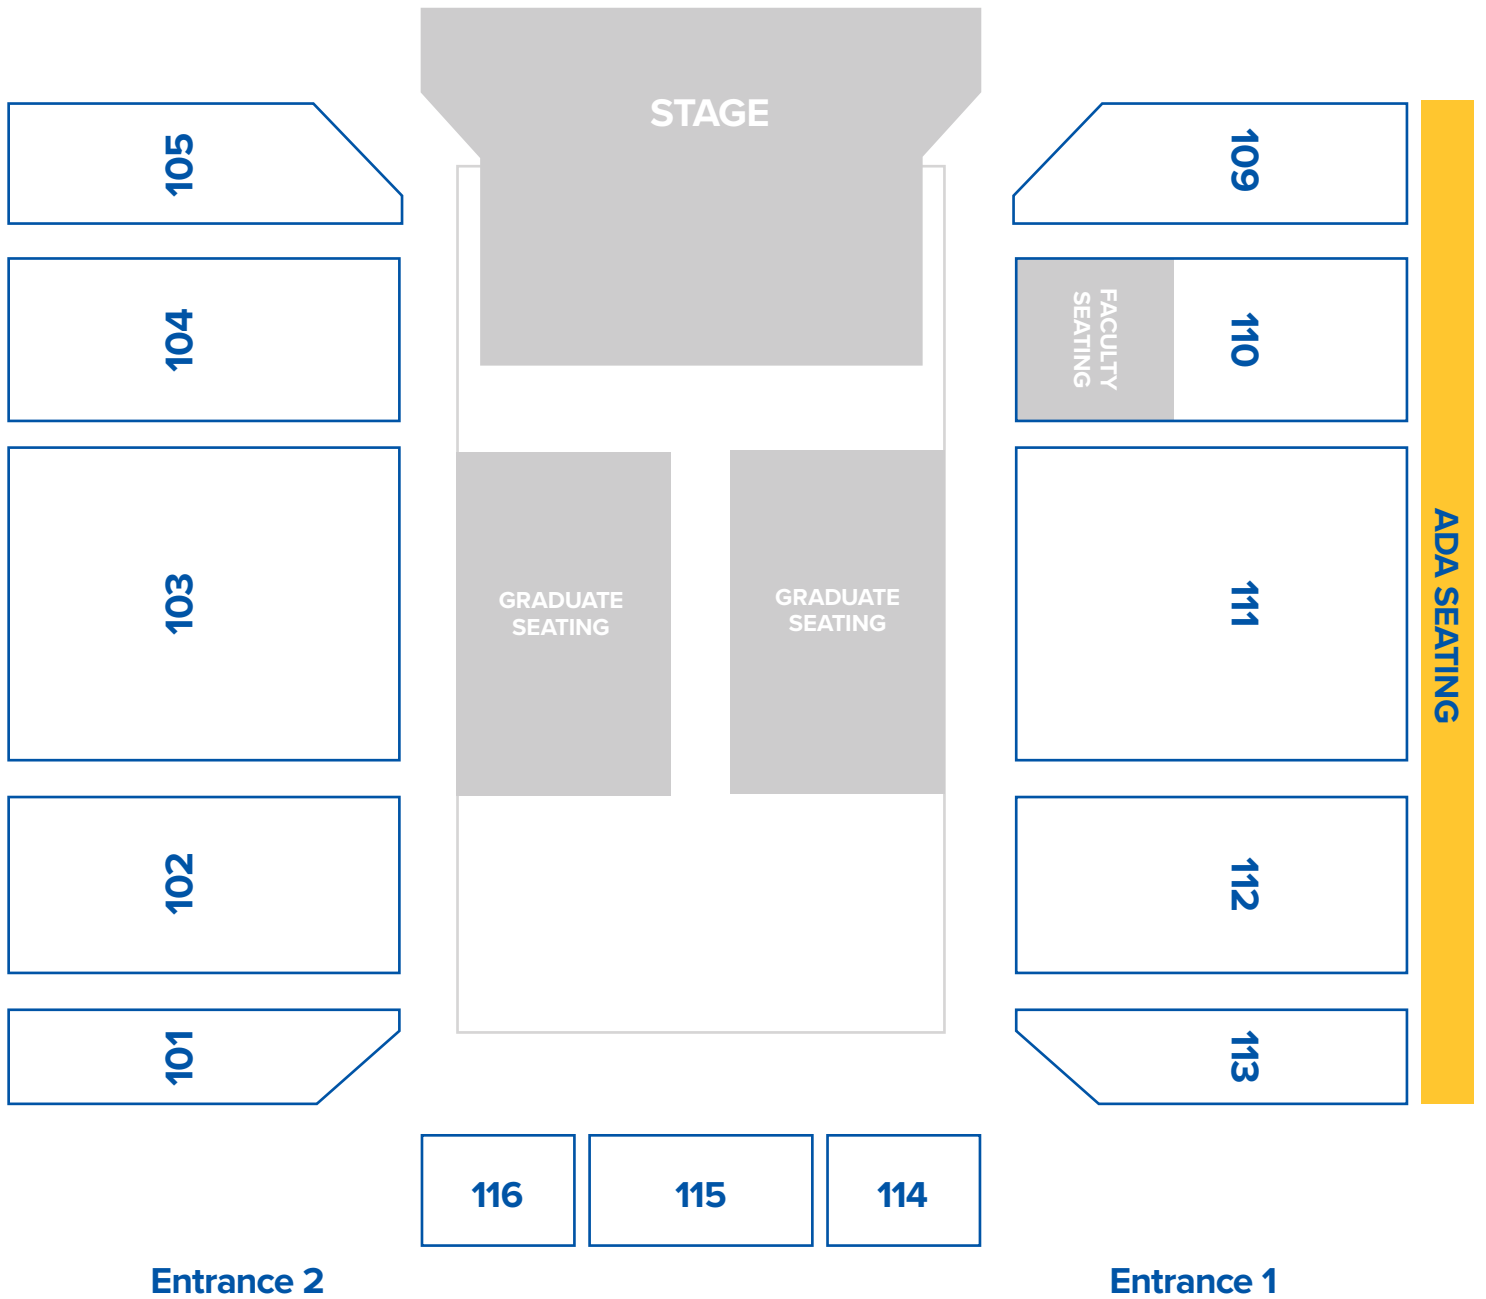 STAGE
105
109
104
FACULTY
SEATING
110
103
GRADUATE
SEATING
GRADUATE
SEATING
111
ADA SEATING
102
112
101
113
116
115
114
Entrance 2
Entrance 1